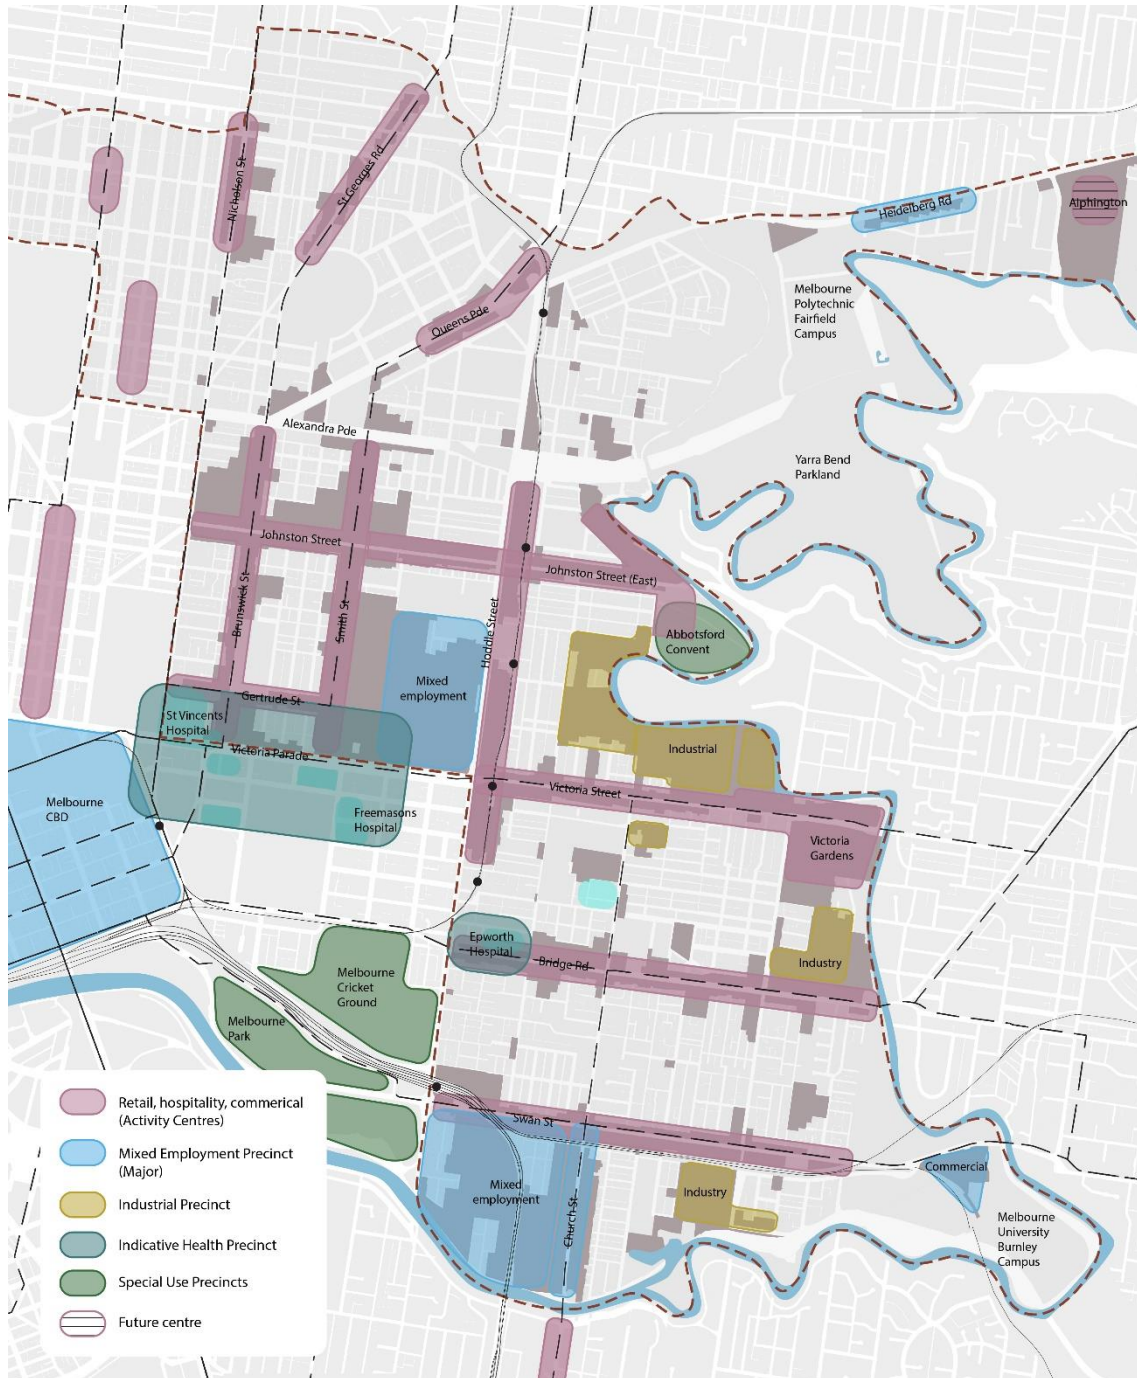 Nicholson St
St Georges Rd
Heidelberg Rd
Alphington
Melbourne
Polytechnic
Fairfield
Campus
Queens Pde
Alexandra Pde
Yarra Bend
Parkland
Johnston Street
Johnston Street (East)
Brunswick St
Smith St
Hoddle Street
Abbotsford
Convent
Mixed
employment
Gertrude St
St Vincents
Hospital
Victoria Parade
Industrial
Victoria Street
Melbourne
CBD
Freemasons
Hospital
Victoria
Gardens
Epworth
Hospital
Bridge Rd
Industry
Melbourne
Cricket
Ground
Melbourne
Park
Swan St
Mixed
employment
Church St
Industry
Commercial
Melbourne
University
Burnley
Campus
Retail, hospitality, commerical
(Activity Centres)
Mixed Employment Precinct
(Major)
Industrial Precinct
Indicative Health Precinct
Special Use Precincts
Future centre